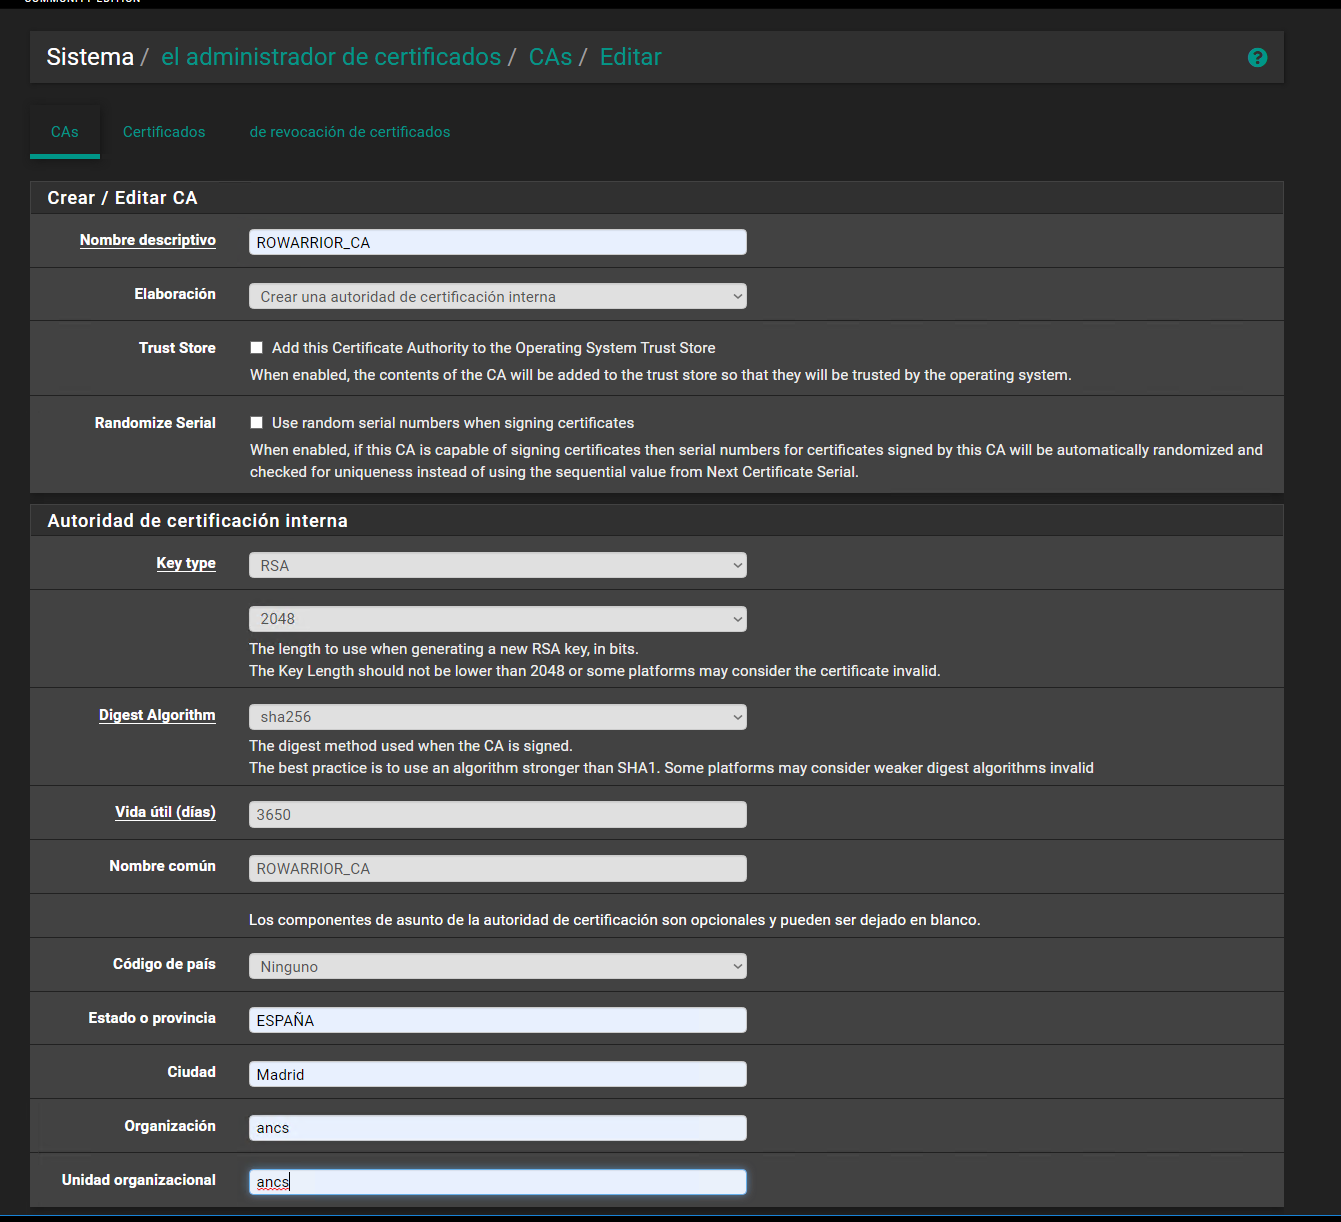 COMMUNITY EDITION
Sistema / el administrador de certificados / CAs / Editar
?
CAs Certificados de revocación de certificados
Crear / Editar CA
Nombre descriptivo ROWARRIOR_CA
Elaboración Crear una autoridad de certificación interna
Trust Store Add this Certificate Authority to the Operating System Trust Store
When enabled, the contents of the CA will be added to the trust store so that they will be trusted by the operating system.
Randomize Serial Use random serial numbers when signing certificates
When enabled, if this CA is capable of signing certificates then serial numbers for certificates signed by this CA will be automatically randomized and
checked for uniqueness instead of using the sequential value from Next Certificate Serial.
Autoridad de certificación interna
Key type RSA
2048
The length to use when generating a new RSA key, in bits.
The Key Length should not be lower than 2048 or some platforms may consider the certificate invalid.
Digest Algorithm sha256
The digest method used when the CA is signed.
The best practice is to use an algorithm stronger than SHA1. Some platforms may consider weaker digest algorithms invalid
Vida útil (días) 3650
Nombre común ROWARRIOR_CA
Los componentes de asunto de la autoridad de certificación son opcionales y pueden ser dejado en blanco.
Código de país Ninguno
Estado o provincia ESPAÑA
Ciudad Madrid
Organización ancs
Unidad organizacional ancs